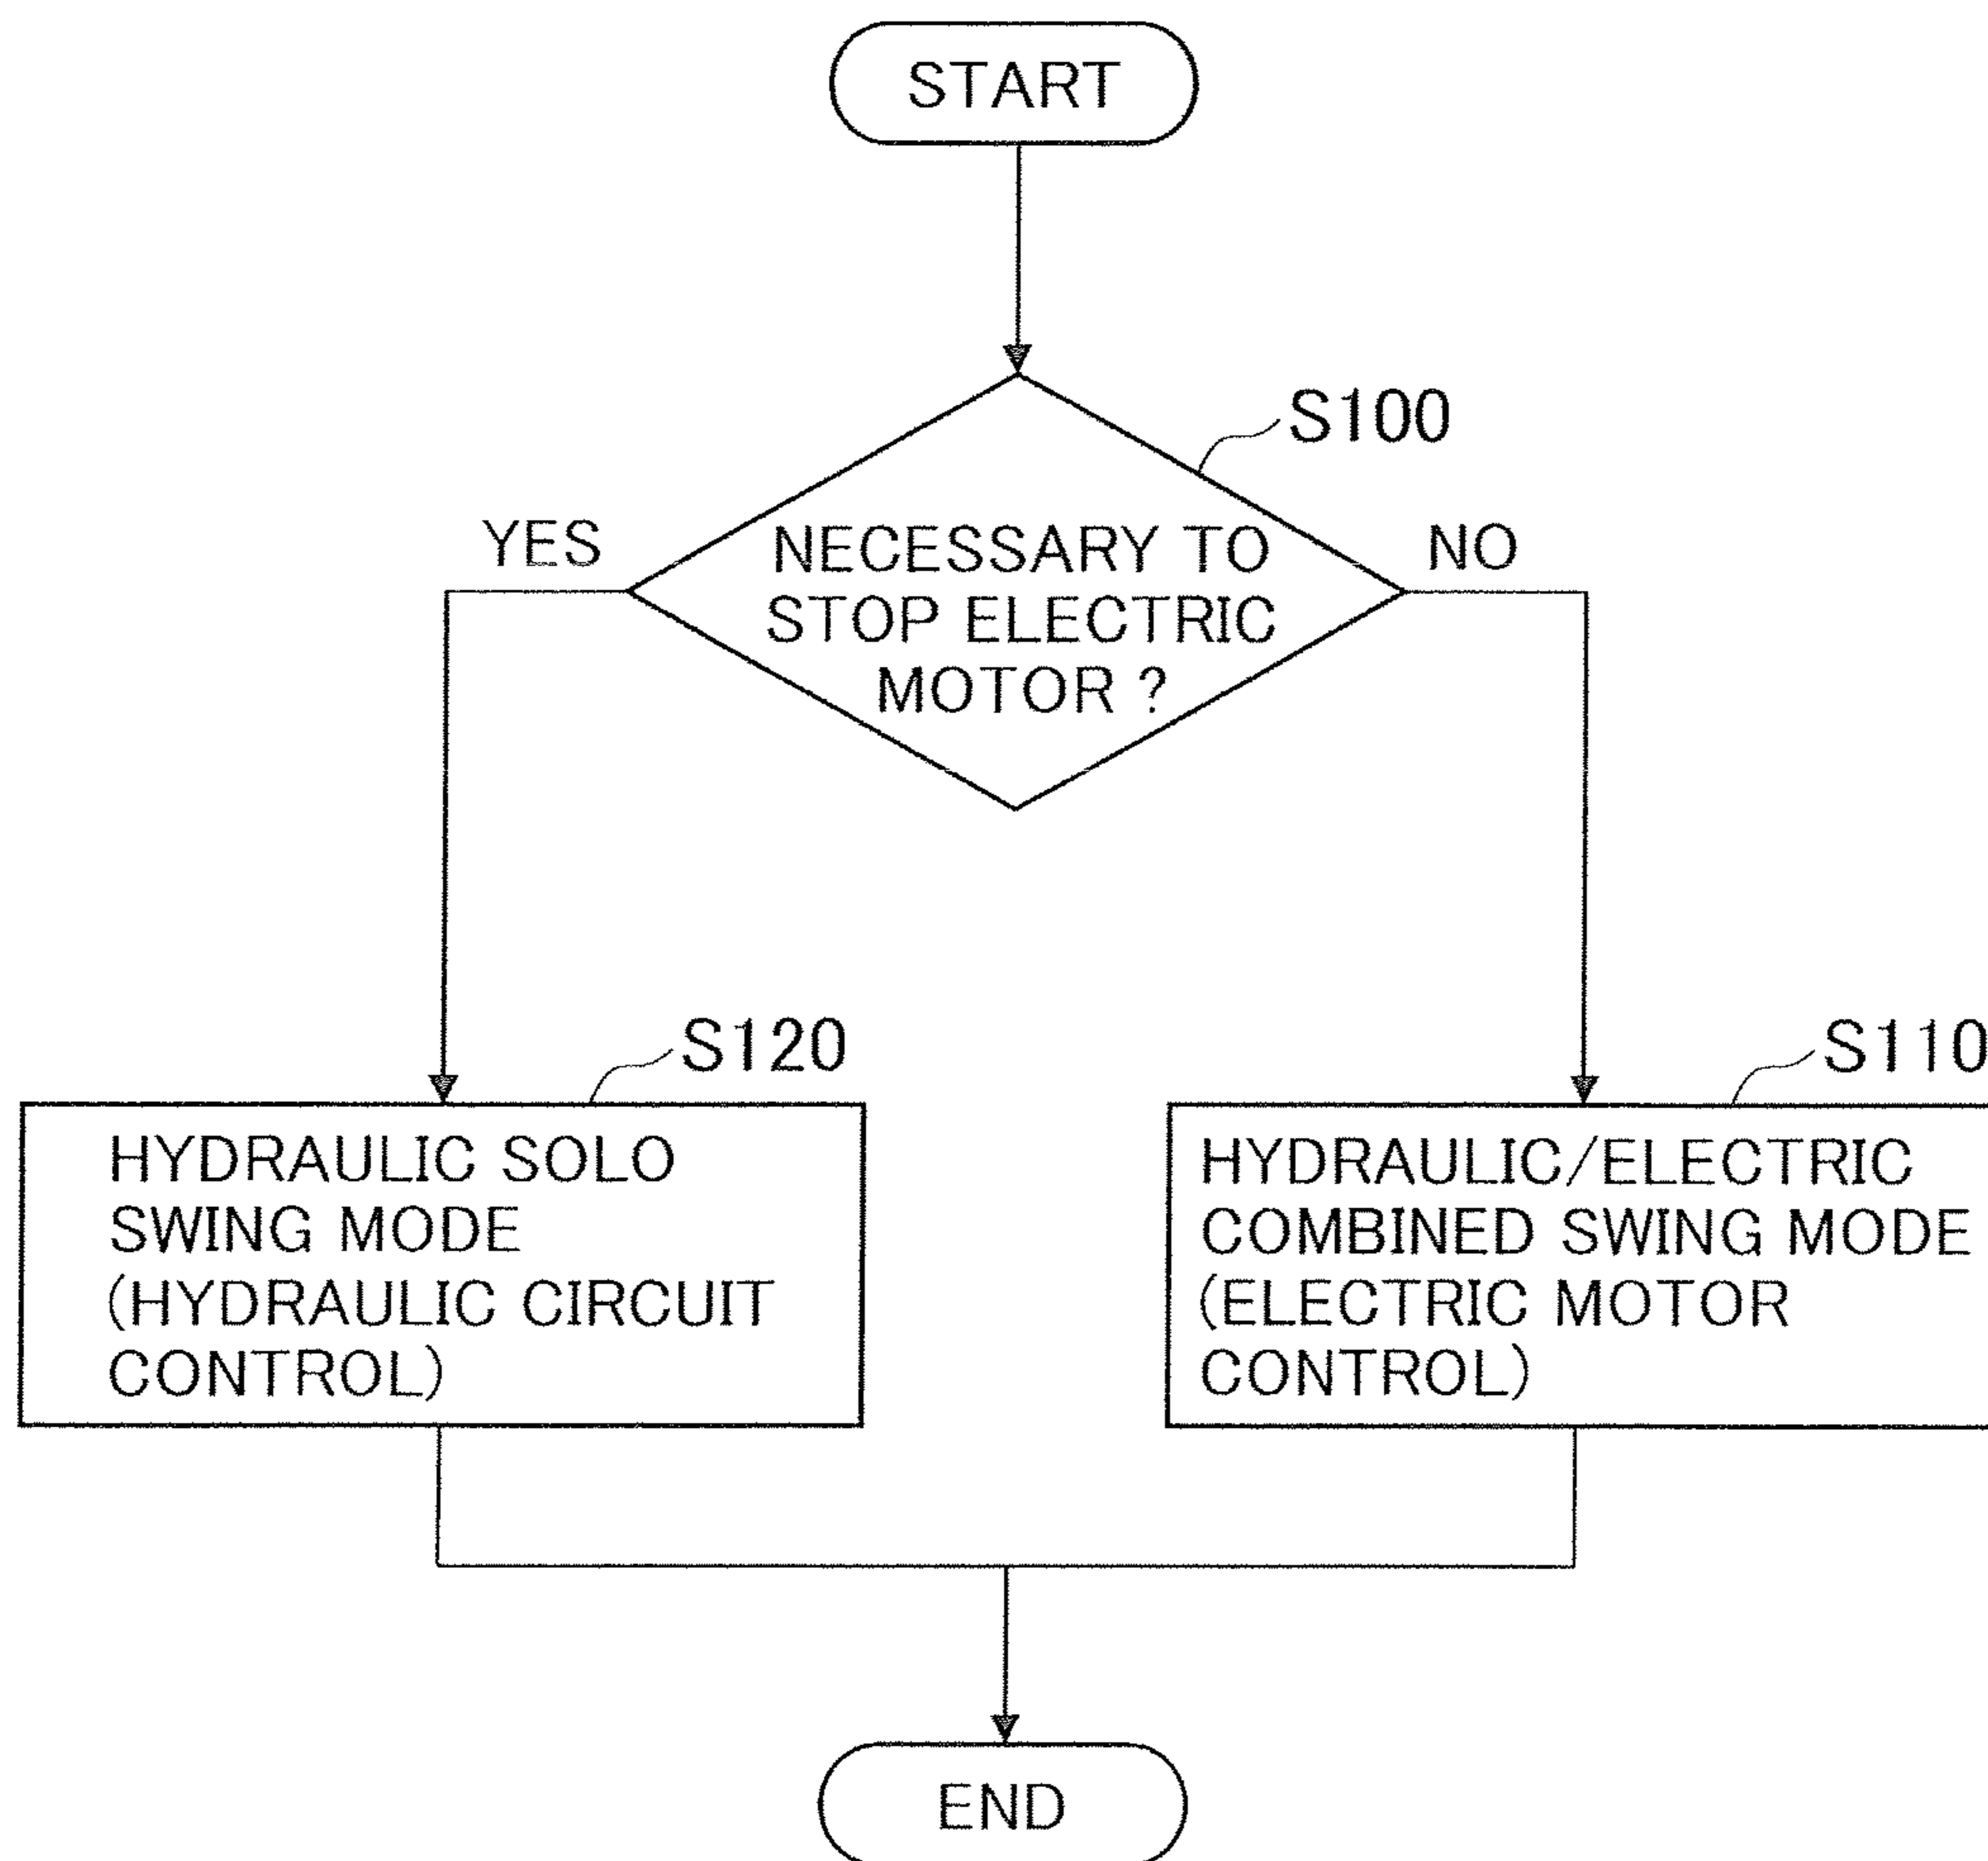 START
S100
YES
NECESSARY TO
STOP ELECTRIC
MOTOR ?
NO
S120
HYDRAULIC SOLO
SWING MODE
(HYDRAULIC CIRCUIT
CONTROL)
S110
HYDRAULIC/ELECTRIC
COMBINED SWING MODE
(ELECTRIC MOTOR
CONTROL)
END